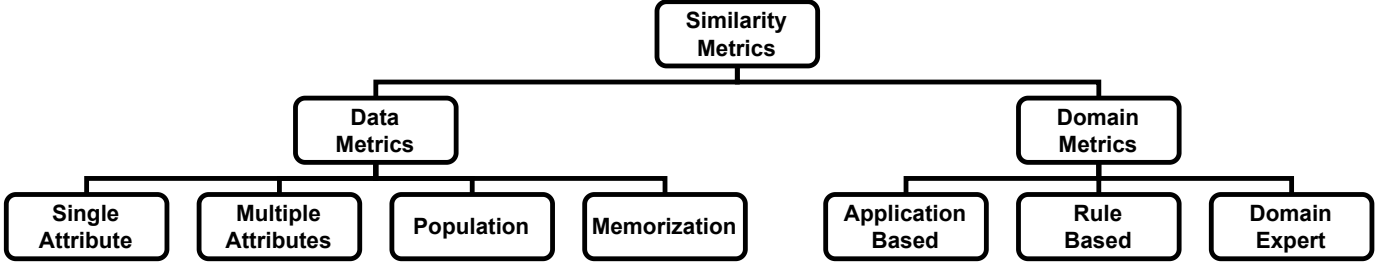 Similarity
Metrics
Data
Metrics
Domain
Metrics
Single
Attribute
Multiple
Attributes
Population
Memorization
Application
Based
Rule
Based
Domain
Expert